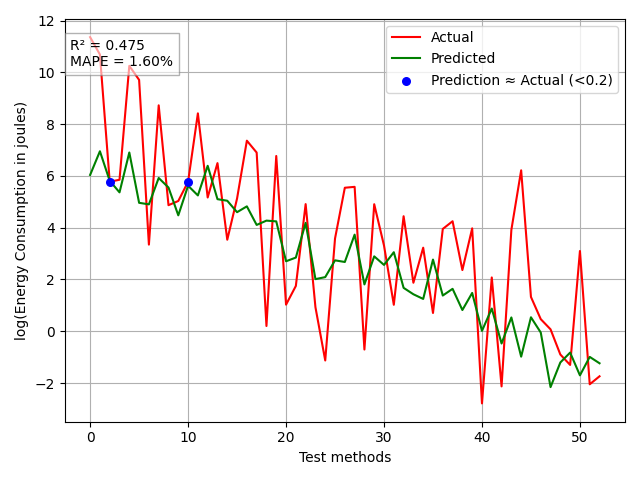 R² = 0.475
MAPE = 1.60%
Actual
Predicted
Prediction ≈ Actual (<0.2)
log(Energy Consumption in joules)
12
10
8
6
4
2
0
−2
0
10
20
30
40
50
Test methods